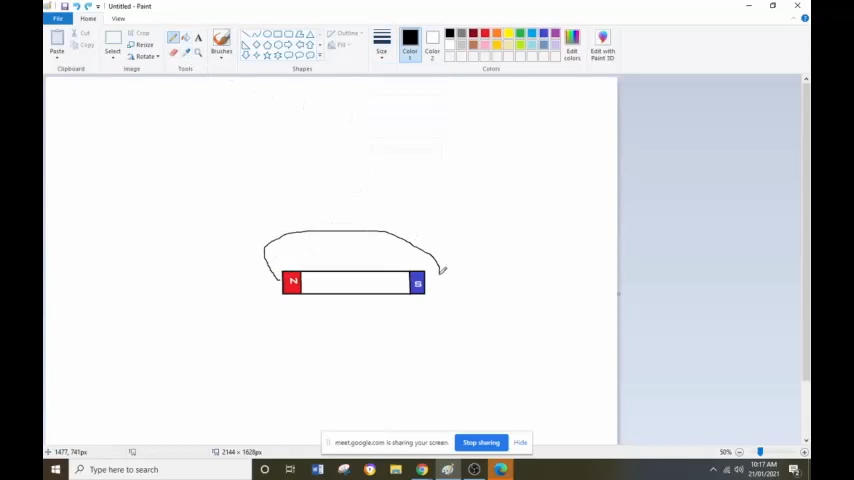 Untitled - Paint
File
Home
View
Paste
Cut
Copy
Clipboard
Select
Crop
Resize
Rotate
Image
A
Tools
Brushes
Outline
Fill
Shapes
Size
Color
1
Color
2
Edit
colors
Edit with
Paint 3D
Colors
N
S
meet.google.com is sharing your screen.
Stop sharing
Hide
1477, 741px
2144 × 1628px
50%
Type here to search
10:17 AM
21/01/2021